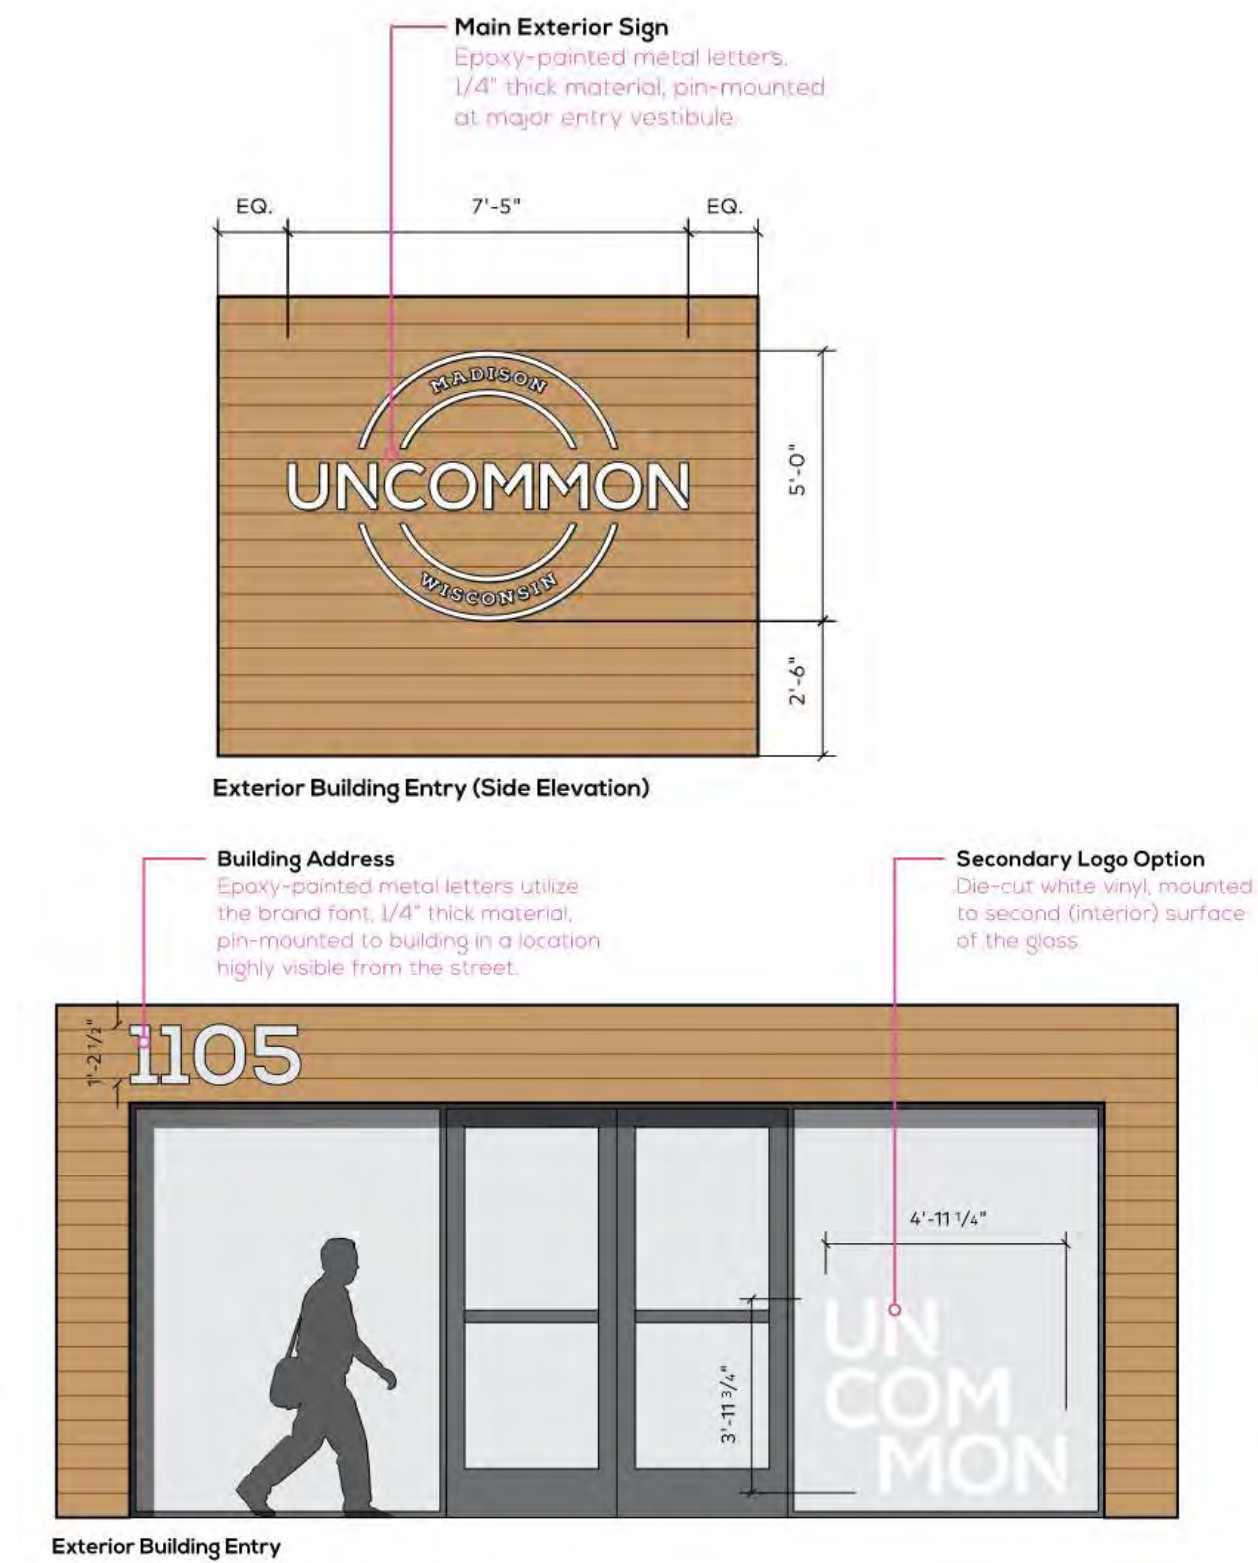 Main Exterior Sign
Epoxy-painted metal letters,
1/4" thick material, pin-mounted
at major entry vestibule.
EQ.
7'-5"
EQ.
MADISON
UNCOMMON
WISCONSIN
5'-0"
2'-6"
Exterior Building Entry (Side Elevation)
Building Address
Epoxy-painted metal letters utilize
the brand font, 1/4" thick material,
pin-mounted to building in a location
highly visible from the street.
Secondary Logo Option
Die-cut white vinyl, mounted
to second (interior) surface
of the glass.
1'-2 1/2"
1105
4'-11 1/4"
3'-11 3/4"
UN
COM
MON
Exterior Building Entry